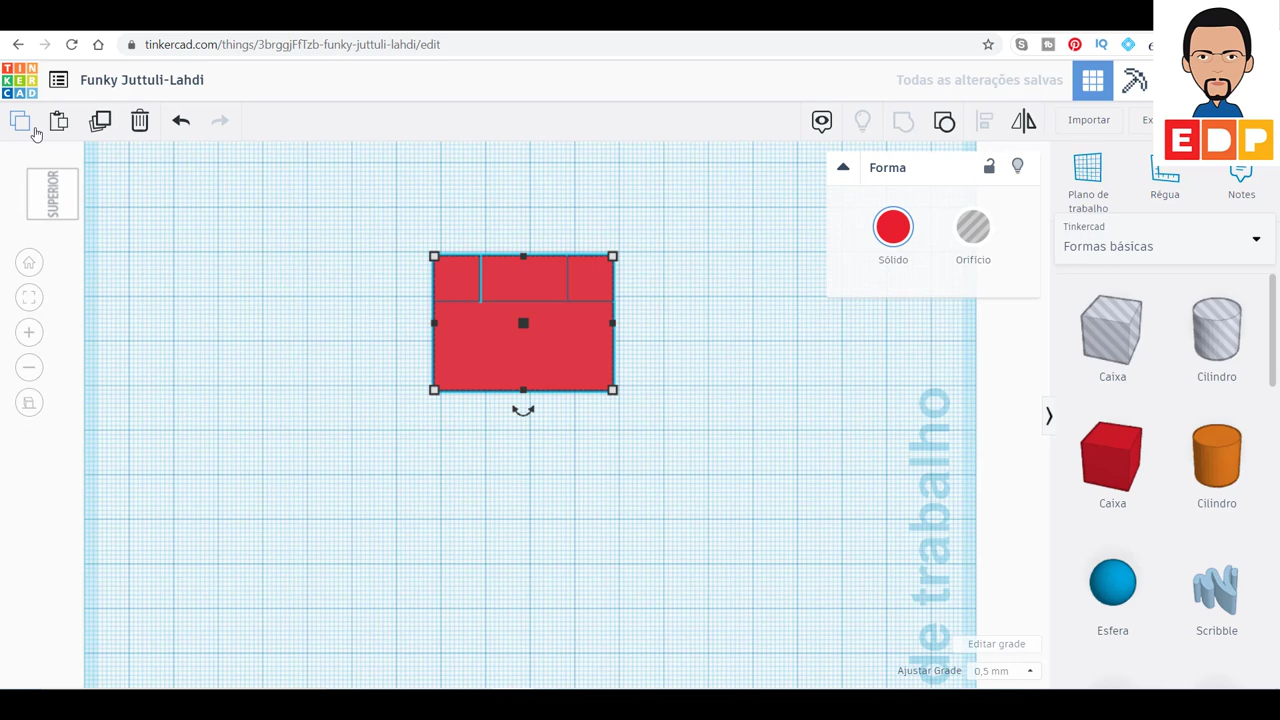 tinkercad.com/things/3brggjFfTzb-funky-juttuli-lahdi/edit
IQ
TIN
KER
CAD
Funky Juttuli-Lahdi
Todas as alterações salvas
Importar
Ex
EDP
SUPERIOR
Forma
Sólido
Orifício
Plano de
trabalho
Régua
Notes
Tinkercad
Formas básicas
Caixa
Cilindro
Caixa
Cilindro
Esfera
Scribble
de trabalho
Editar grade
Ajustar Grade
0,5 mm